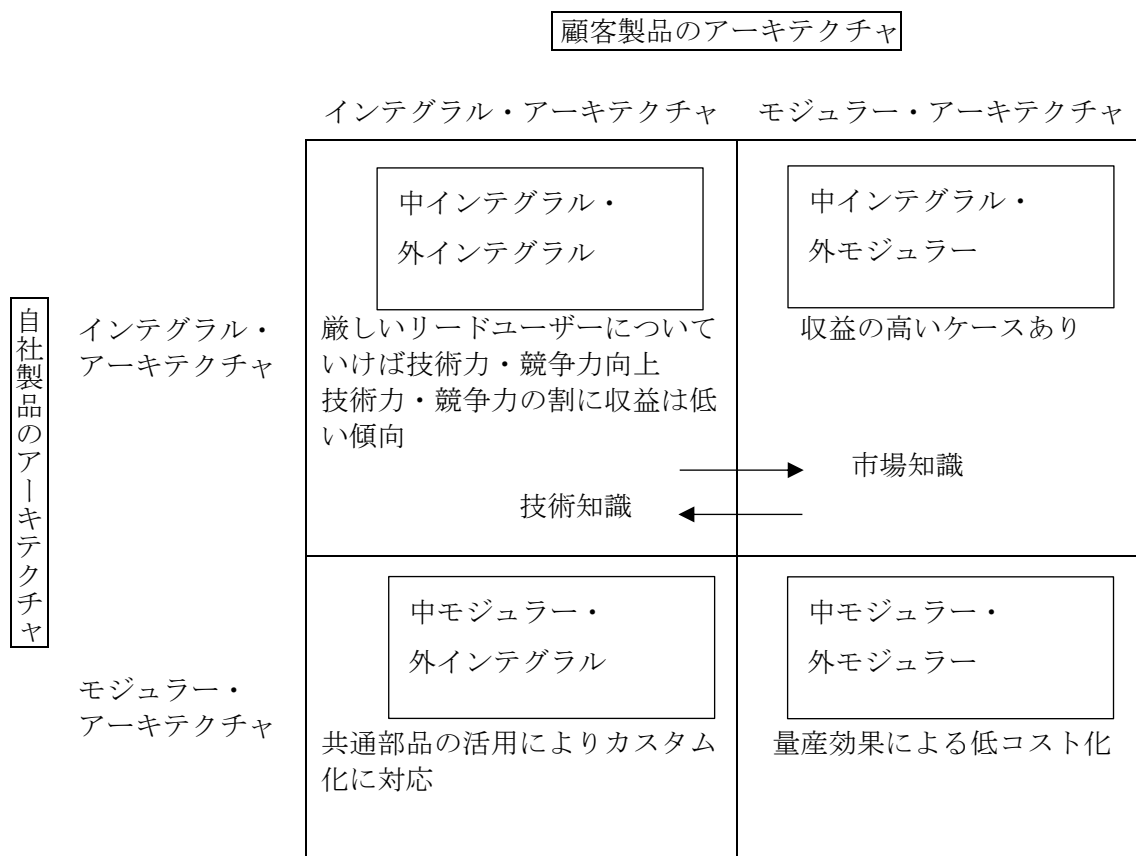 顧客製品のアーキテクチャ
インテグラル・アーキテクチャ
モジュラー・アーキテクチャ
自社製品のアーキテクチャ
インテグラル・
アーキテクチャ
中インテグラル・
外インテグラル
厳しいリードユーザーについて
いけば技術力・競争力向上
技術力・競争力の割に収益は低
い傾向
中インテグラル・
外モジュラー
収益の高いケースあり
市場知識
技術知識
モジュラー・
アーキテクチャ
中モジュラー・
外インテグラル
共通部品の活用によりカスタム
化に対応
中モジュラー・
外モジュラー
量産効果による低コスト化